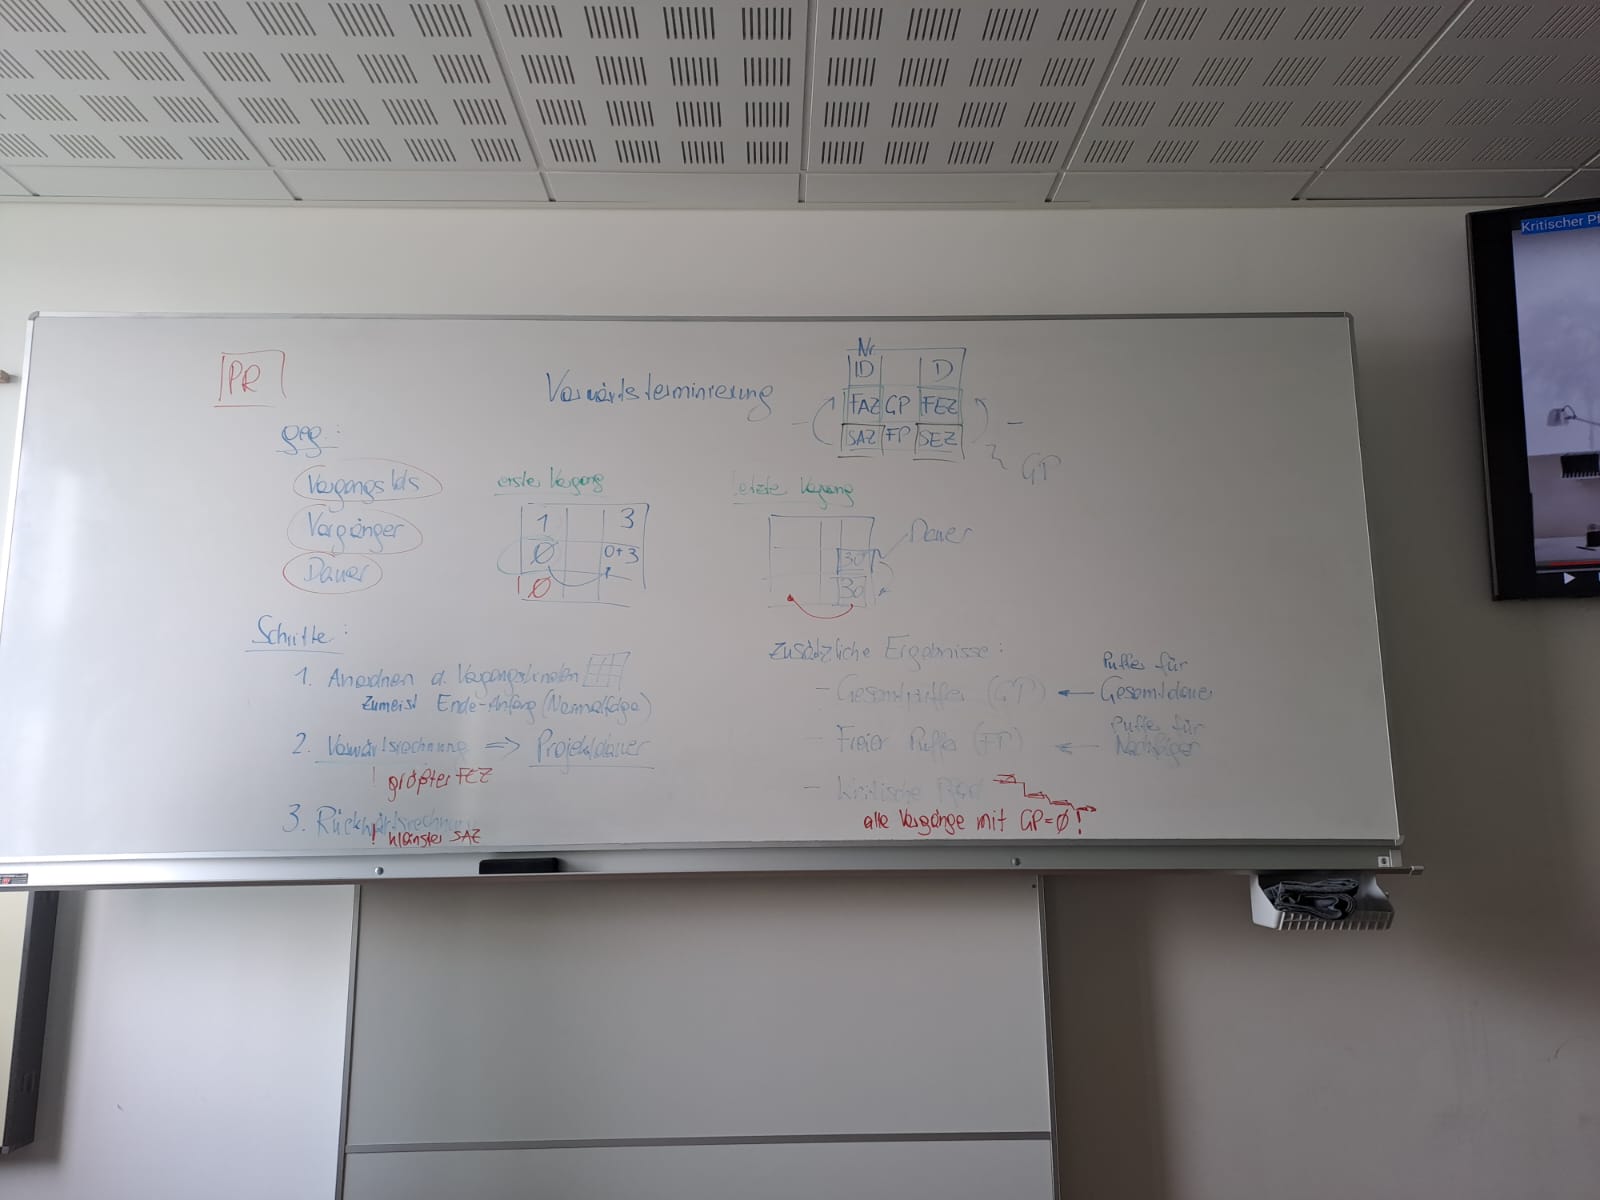 PR
Vorwärtsterminierung
Nr
ID D
FAZ GP FEZ
SAZ FP SEZ
GP
geg.:
Vorgangs Ids
Vorgänger
Dauer
erster Vorgang
1 3
0 0+3
0
letzter Vorgang
Dauer
30
30
Schritte:
1. Anordnen d. Vorgangsknoten
zumeist Ende-Anfang (Normalfolge)
2. Vorwärtsrechnung => Projektdauer
! größter FEZ
3. Rückwärtsrechnung
! kleinster SAZ
Zusätzliche Ergebnisse:
- Gesamtpuffer (GP) ← Puffer für Gesamtdauer
- Freier Puffer (FP) ← Puffer für Nachfolger
- Kritischer Pfad
alle Vorgänge mit GP=0!
Kritischer Pf